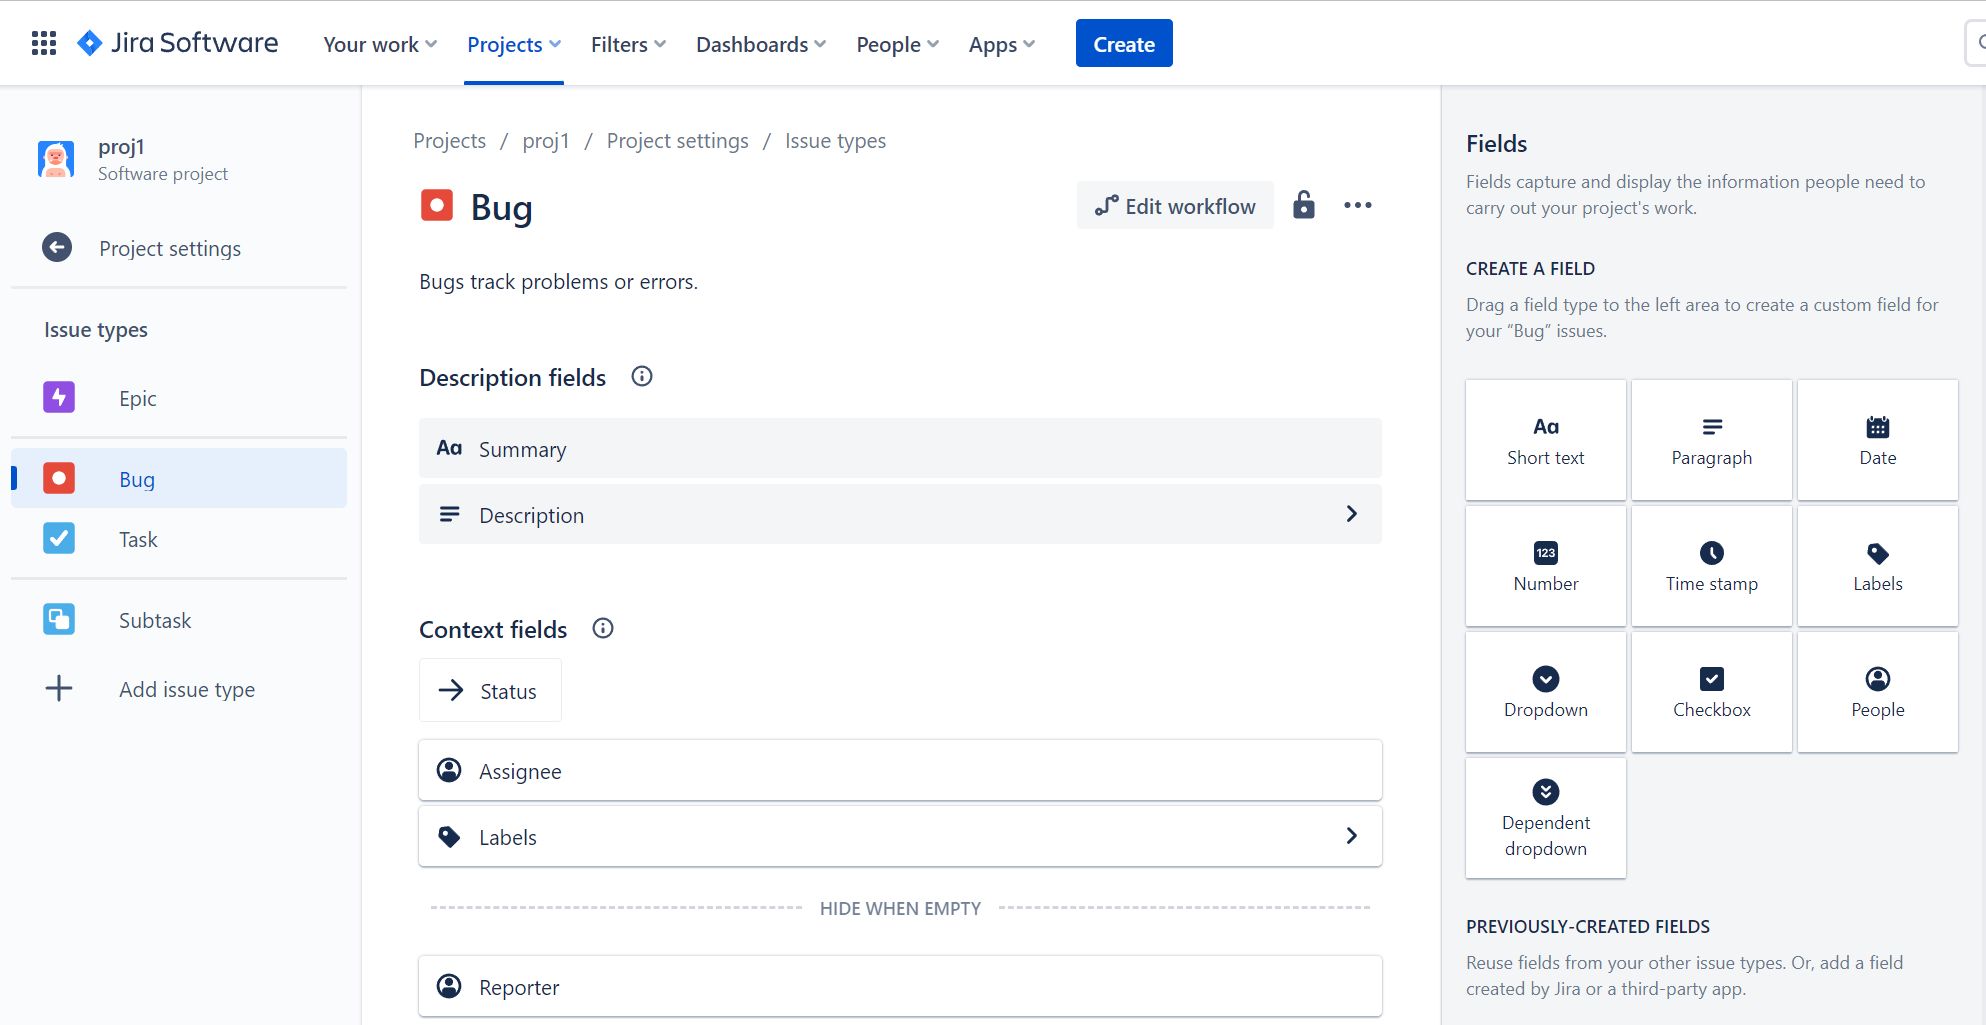 Jira Software
Your work
Projects
Filters
Dashboards
People
Apps
Create
proj1
Software project
Project settings
Issue types
Epic
Bug
Task
Subtask
Add issue type
Projects / proj1 / Project settings / Issue types
Bug
Edit workflow
Bugs track problems or errors.
Description fields
Aa Summary
Description
Context fields
Status
Assignee
Labels
HIDE WHEN EMPTY
Reporter
Fields
Fields capture and display the information people need to
carry out your project's work.
CREATE A FIELD
Drag a field type to the left area to create a custom field for
your “Bug” issues.
Aa
Short text
Paragraph
Date
123
Number
Time stamp
Labels
Dropdown
Checkbox
People
Dependent
dropdown
PREVIOUSLY-CREATED FIELDS
Reuse fields from your other issue types. Or, add a field
created by Jira or a third-party app.